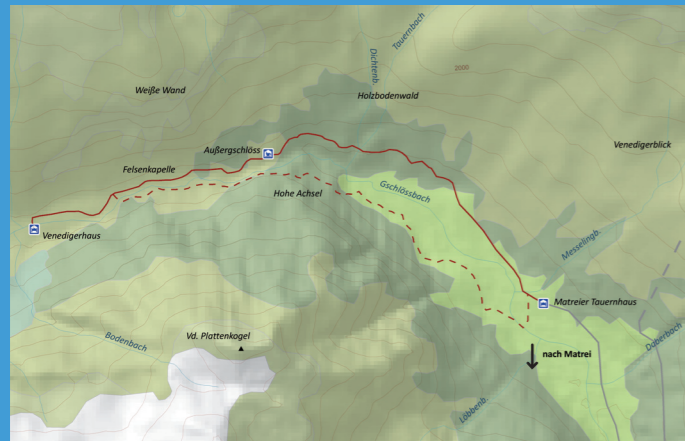 Tauernbach
Dichtenb.
2000
Weiße Wand
Holzbodenwald
Außergschlöss
Venedigerblick
Felsenkapelle
Hohe Achsel
Gschlössbach
Venedigerhaus
Messelingb.
Matreier Tauernhaus
Bodenbach
Vd. Plattenkogel
nach Matrei
Daberbach
Löbbenb.